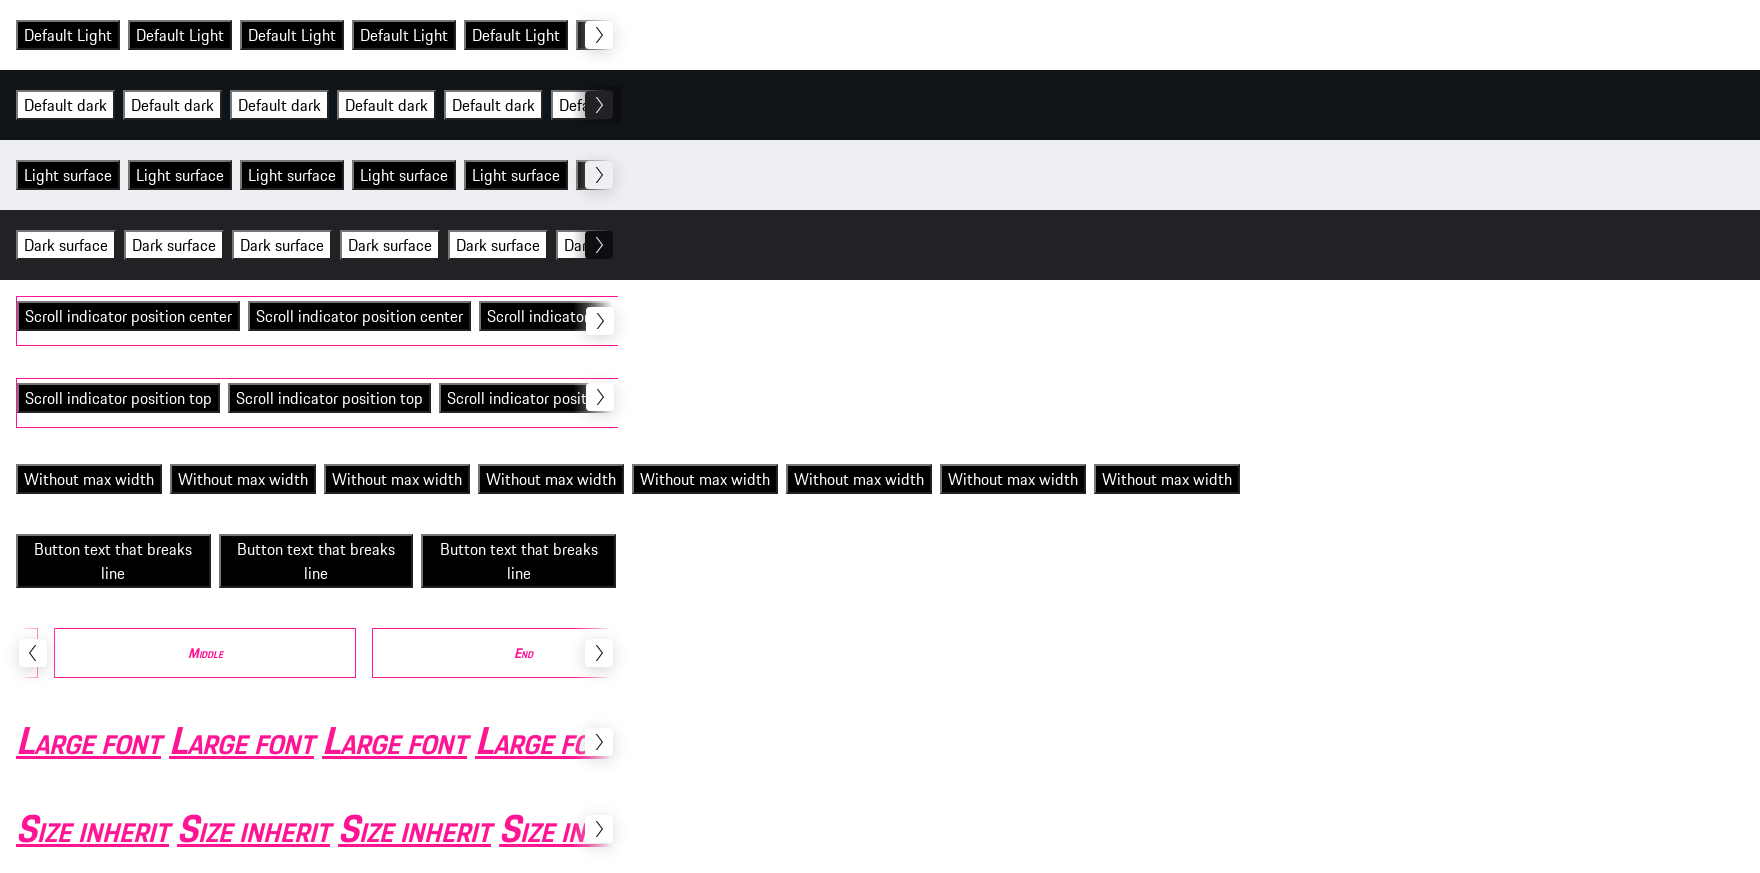 Default Light Default Light Default Light Default Light Default Light
Default dark Default dark Default dark Default dark Default dark Defa
Light surface Light surface Light surface Light surface Light surface
Dark surface Dark surface Dark surface Dark surface Dark surface Dar
Scroll indicator position center Scroll indicator position center Scroll indicator
Scroll indicator position top Scroll indicator position top Scroll indicator posit
Without max width Without max width Without max width Without max width Without max width Without max width Without max width Without max width
Button text that breaks Button text that breaks Button text that breaks
line line line
Middle End
Large font Large font Large font Large fo
Size inherit Size inherit Size inherit Size in